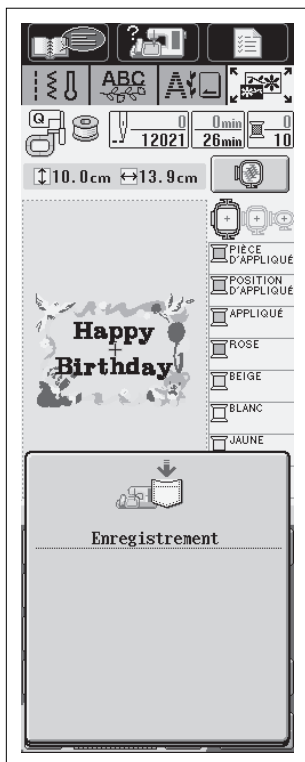 ?
ABC
A
Q
0
12021
0min
26min
0
10
10.0cm 13.9cm
PIÈCE
D'APPLIQUÉ
POSITION
D'APPLIQUÉ
APPLIQUÉ
ROSE
BEIGE
BLANC
JAUNE
Happy
Birthday
Enregistrement